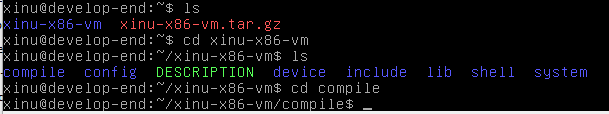 xinu@develop-end:~$ ls
xinu-x86-vm  xinu-x86-vm.tar.gz
xinu@develop-end:~$ cd xinu-x86-vm
xinu@develop-end:~/xinu-x86-vm$ ls
compile  config  DESCRIPTION  device  include  lib  shell  system
xinu@develop-end:~/xinu-x86-vm$ cd compile
xinu@develop-end:~/xinu-x86-vm/compile$ _